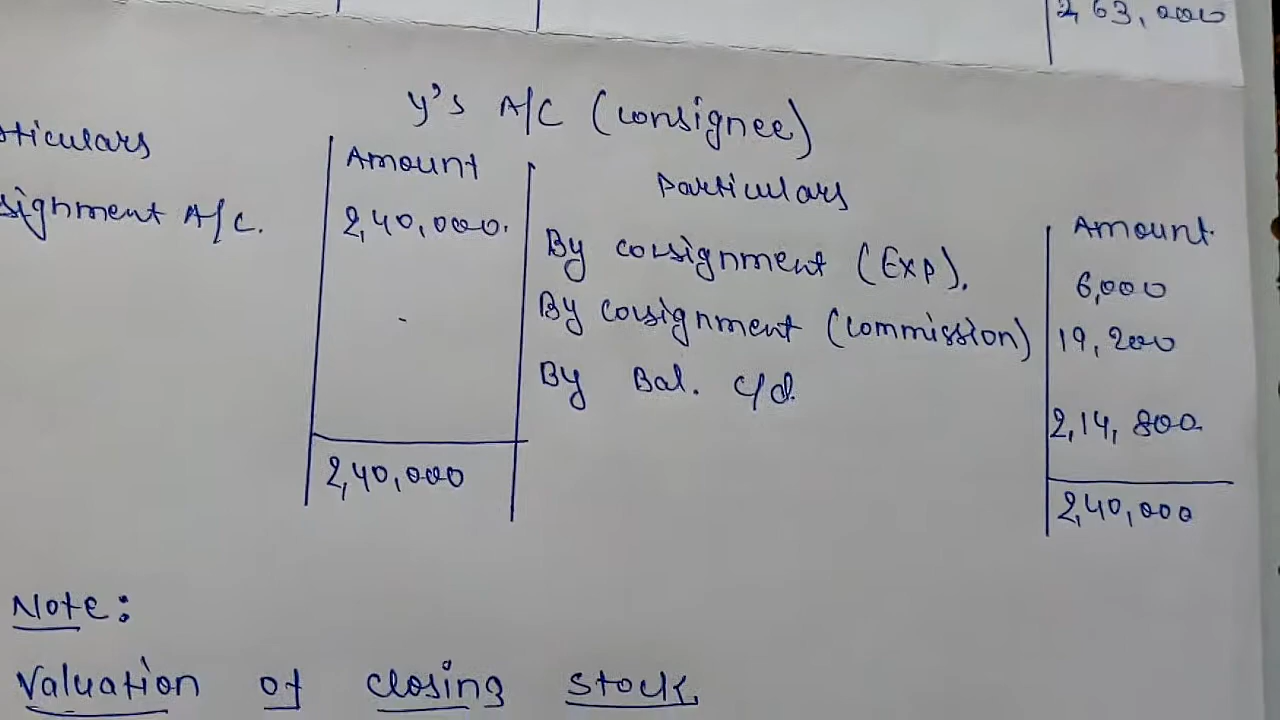 2,63,000
Y's A/C (consignee)
ticulars Amount Particulars Amount.
signment A/c. 2,40,000. By consignment (Exp). 6,000
By consignment (commission) 19,200
By Bal. c/d. 2,14,800
2,40,000 2,40,000
Note:
Valuation of closing stock.